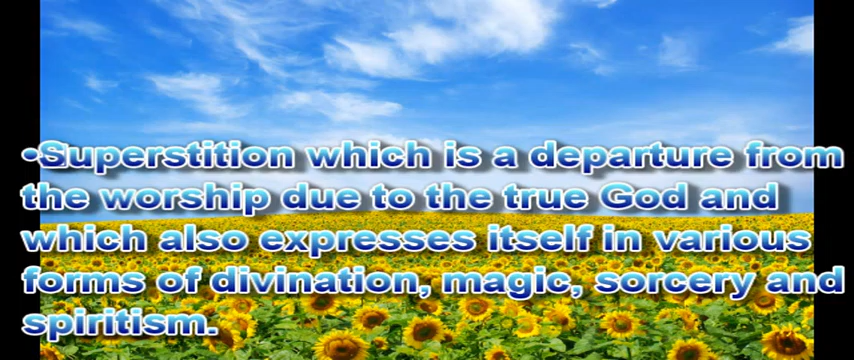 •Superstition which is a departure from
the worship due to the true God and
which also expresses itself in various
forms of divination, magic, sorcery and
spiritism.